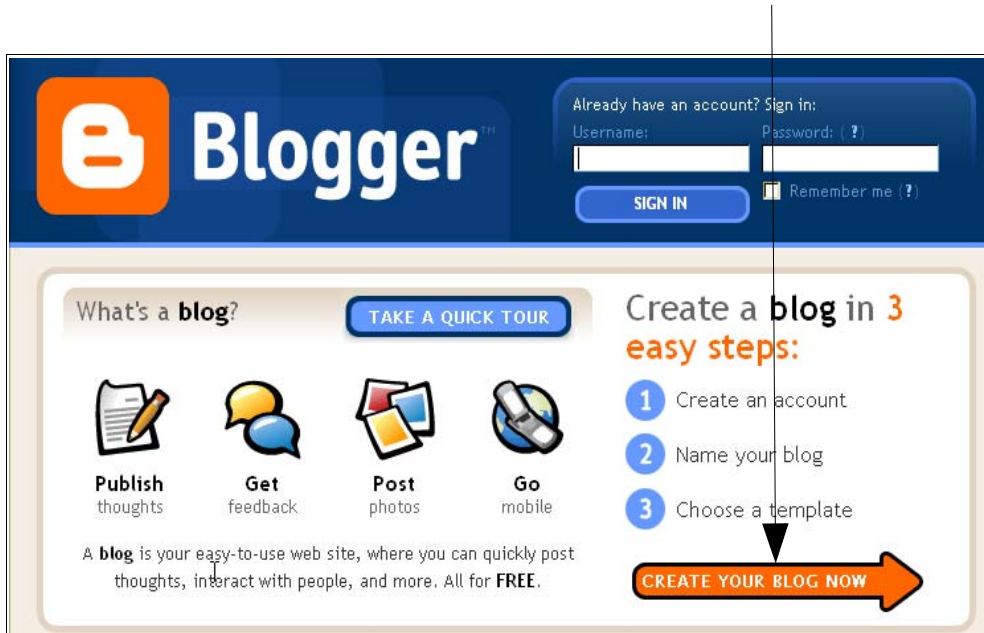 Blogger™
Already have an account? Sign in:
Username:
Password: (?)
SIGN IN
Remember me (?)
What's a blog?
TAKE A QUICK TOUR
Publish
thoughts
Get
feedback
Post
photos
Go
mobile
A blog is your easy-to-use web site, where you can quickly post
thoughts, interact with people, and more. All for FREE.
Create a blog in 3
easy steps:
1 Create an account
2 Name your blog
3 Choose a template
CREATE YOUR BLOG NOW